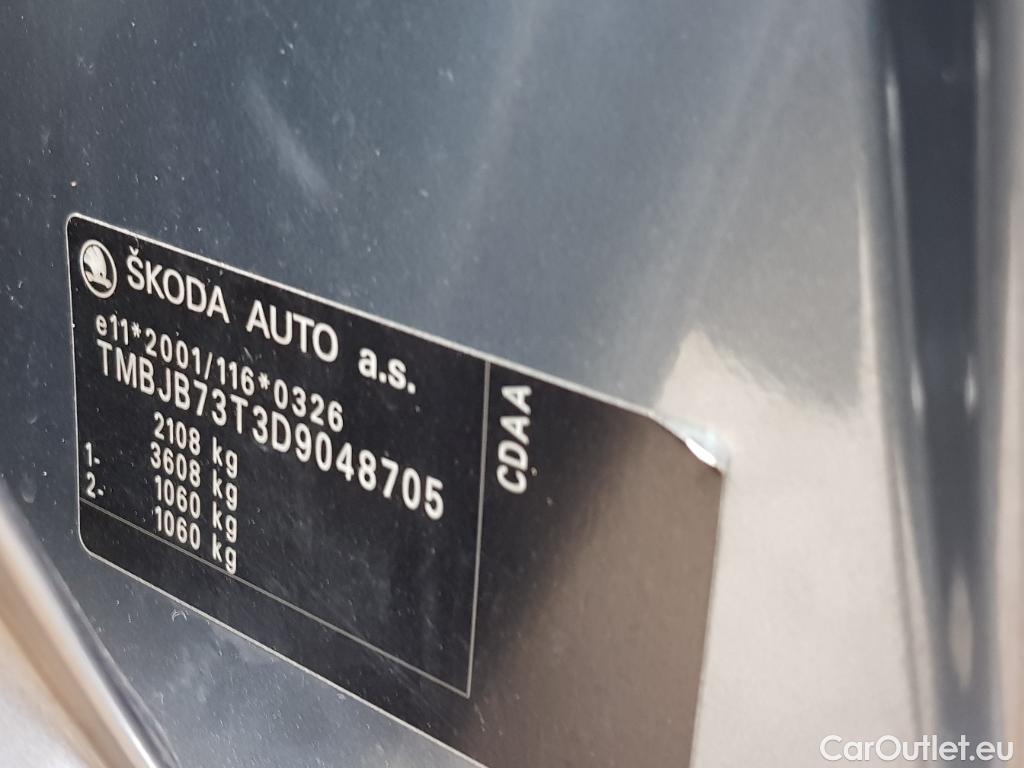 ŠKODA AUTO a.s.
e11*2001/116*0326
TMBJB73T3D9048705
2108 kg
3608 kg
1- 1060 kg
2- 1060 kg
CDAA
CarOutlet.eu